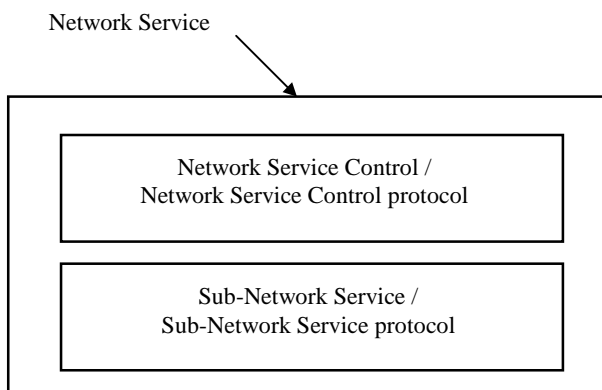 Network Service
Network Service Control /
Network Service Control protocol
Sub-Network Service /
Sub-Network Service protocol